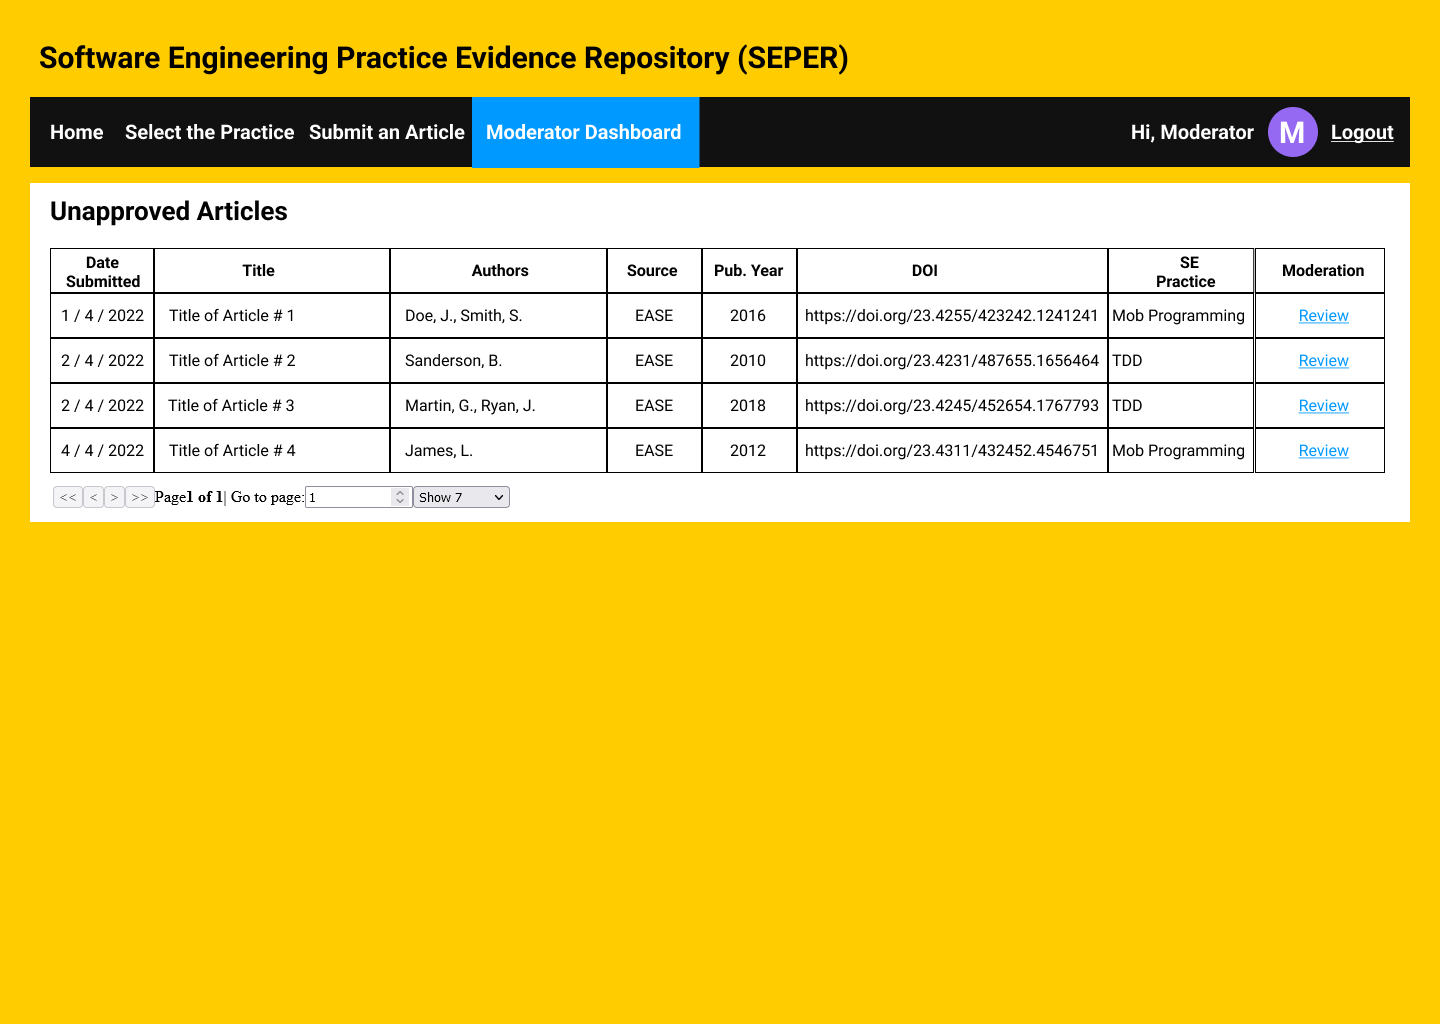 Software Engineering Practice Evidence Repository (SEPER)
Home Select the Practice Submit an Article Moderator Dashboard Hi, Moderator M Logout
Unapproved Articles
Date Submitted Title Authors Source Pub. Year DOI SE Practice Moderation
1 / 4 / 2022 Title of Article # 1 Doe, J., Smith, S. EASE 2016 https://doi.org/23.4255/423242.1241241 Mob Programming Review
2 / 4 / 2022 Title of Article # 2 Sanderson, B. EASE 2010 https://doi.org/23.4231/487655.1656464 TDD Review
2 / 4 / 2022 Title of Article # 3 Martin, G., Ryan, J. EASE 2018 https://doi.org/23.4245/452654.1767793 TDD Review
4 / 4 / 2022 Title of Article # 4 James, L. EASE 2012 https://doi.org/23.4311/432452.4546751 Mob Programming Review
<< < > >> Page1 of 1| Go to page: 1 Show 7